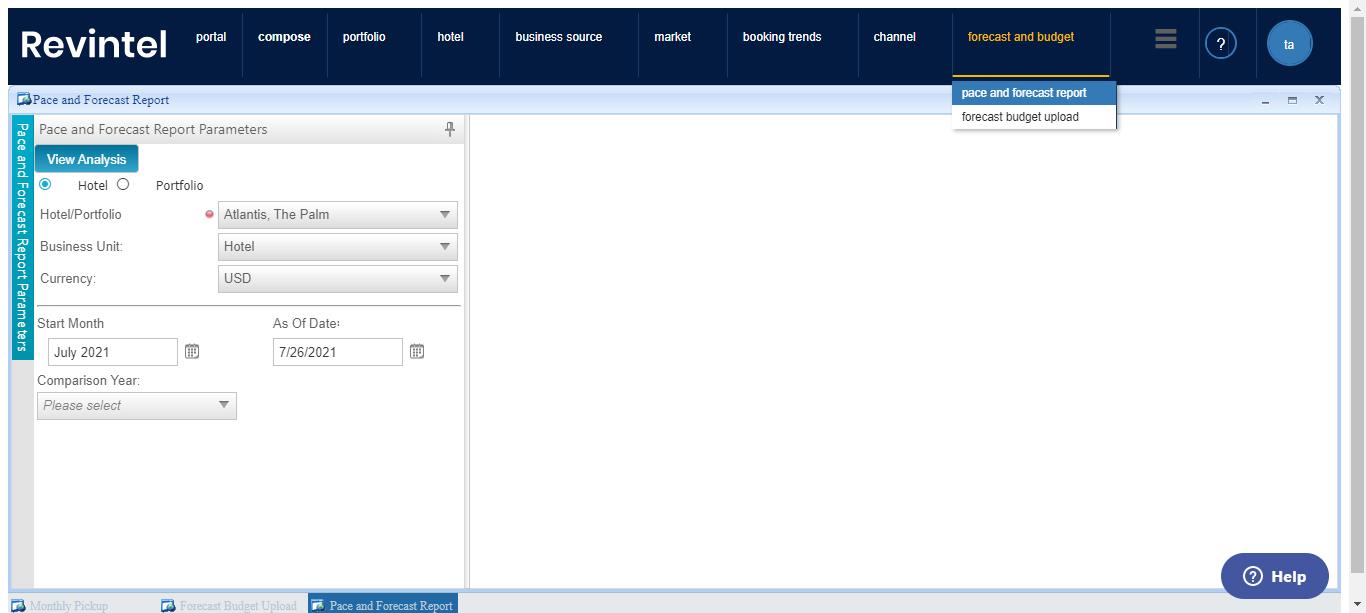 Revintel
portal
compose
portfolio
hotel
business source
market
booking trends
channel
forecast and budget
?
ta
Pace and Forecast Report
pace and forecast report
forecast budget upload
Pace and Forecast Report Parameters
Pace and Forecast Report Parameters
View Analysis
Hotel
Portfolio
Hotel/Portfolio
Atlantis, The Palm
Business Unit:
Hotel
Currency:
USD
Start Month
As Of Date:
July 2021
7/26/2021
Comparison Year:
Please select
? Help
Monthly Pickup
Forecast Budget Upload
Pace and Forecast Report